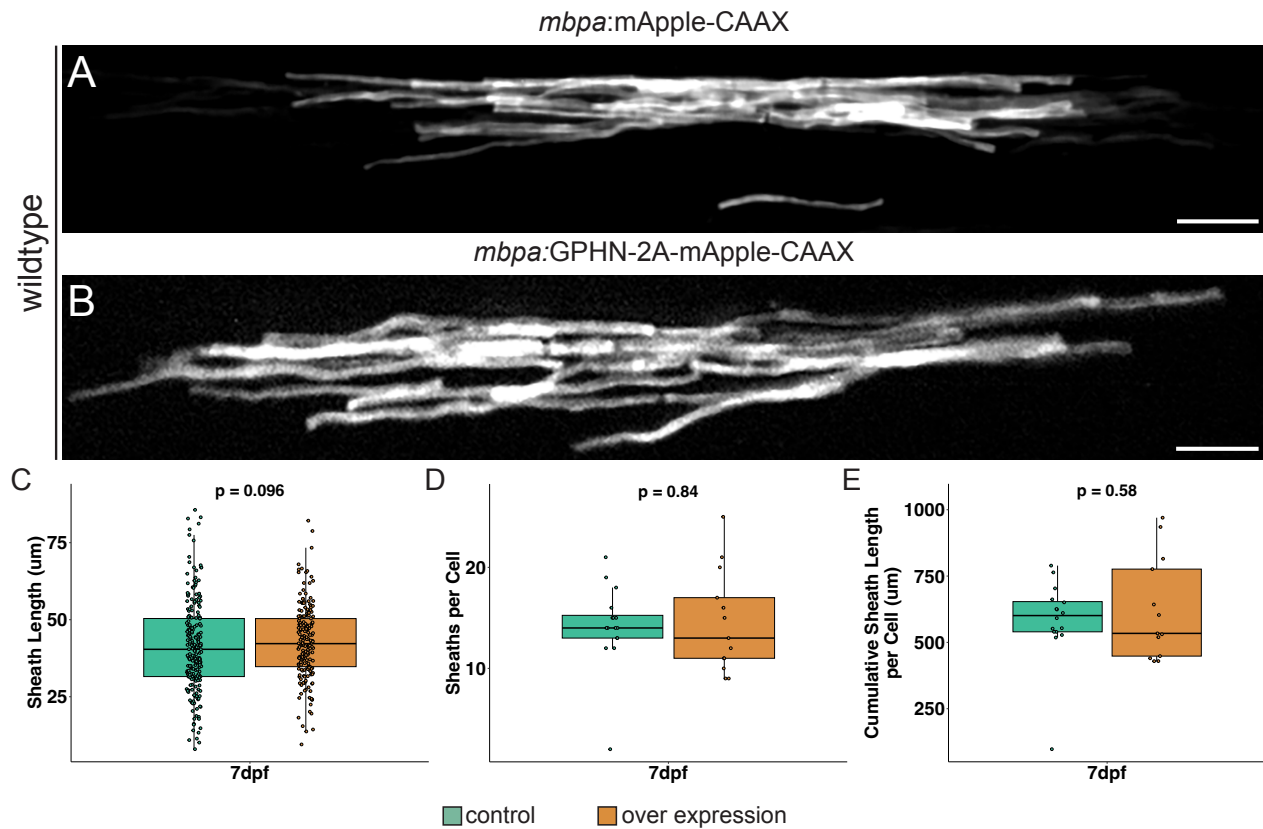 mbpa:mApple-CAAX
wildtype
A
mbpa:GPHN-2A-mApple-CAAX
B
C
p = 0.096
Sheath Length (um)
75
50
25
7dpf
D
p = 0.84
Sheaths per Cell
20
10
7dpf
E
p = 0.58
Cumulative Sheath Length
per Cell (um)
1000
750
500
250
7dpf
control
over expression